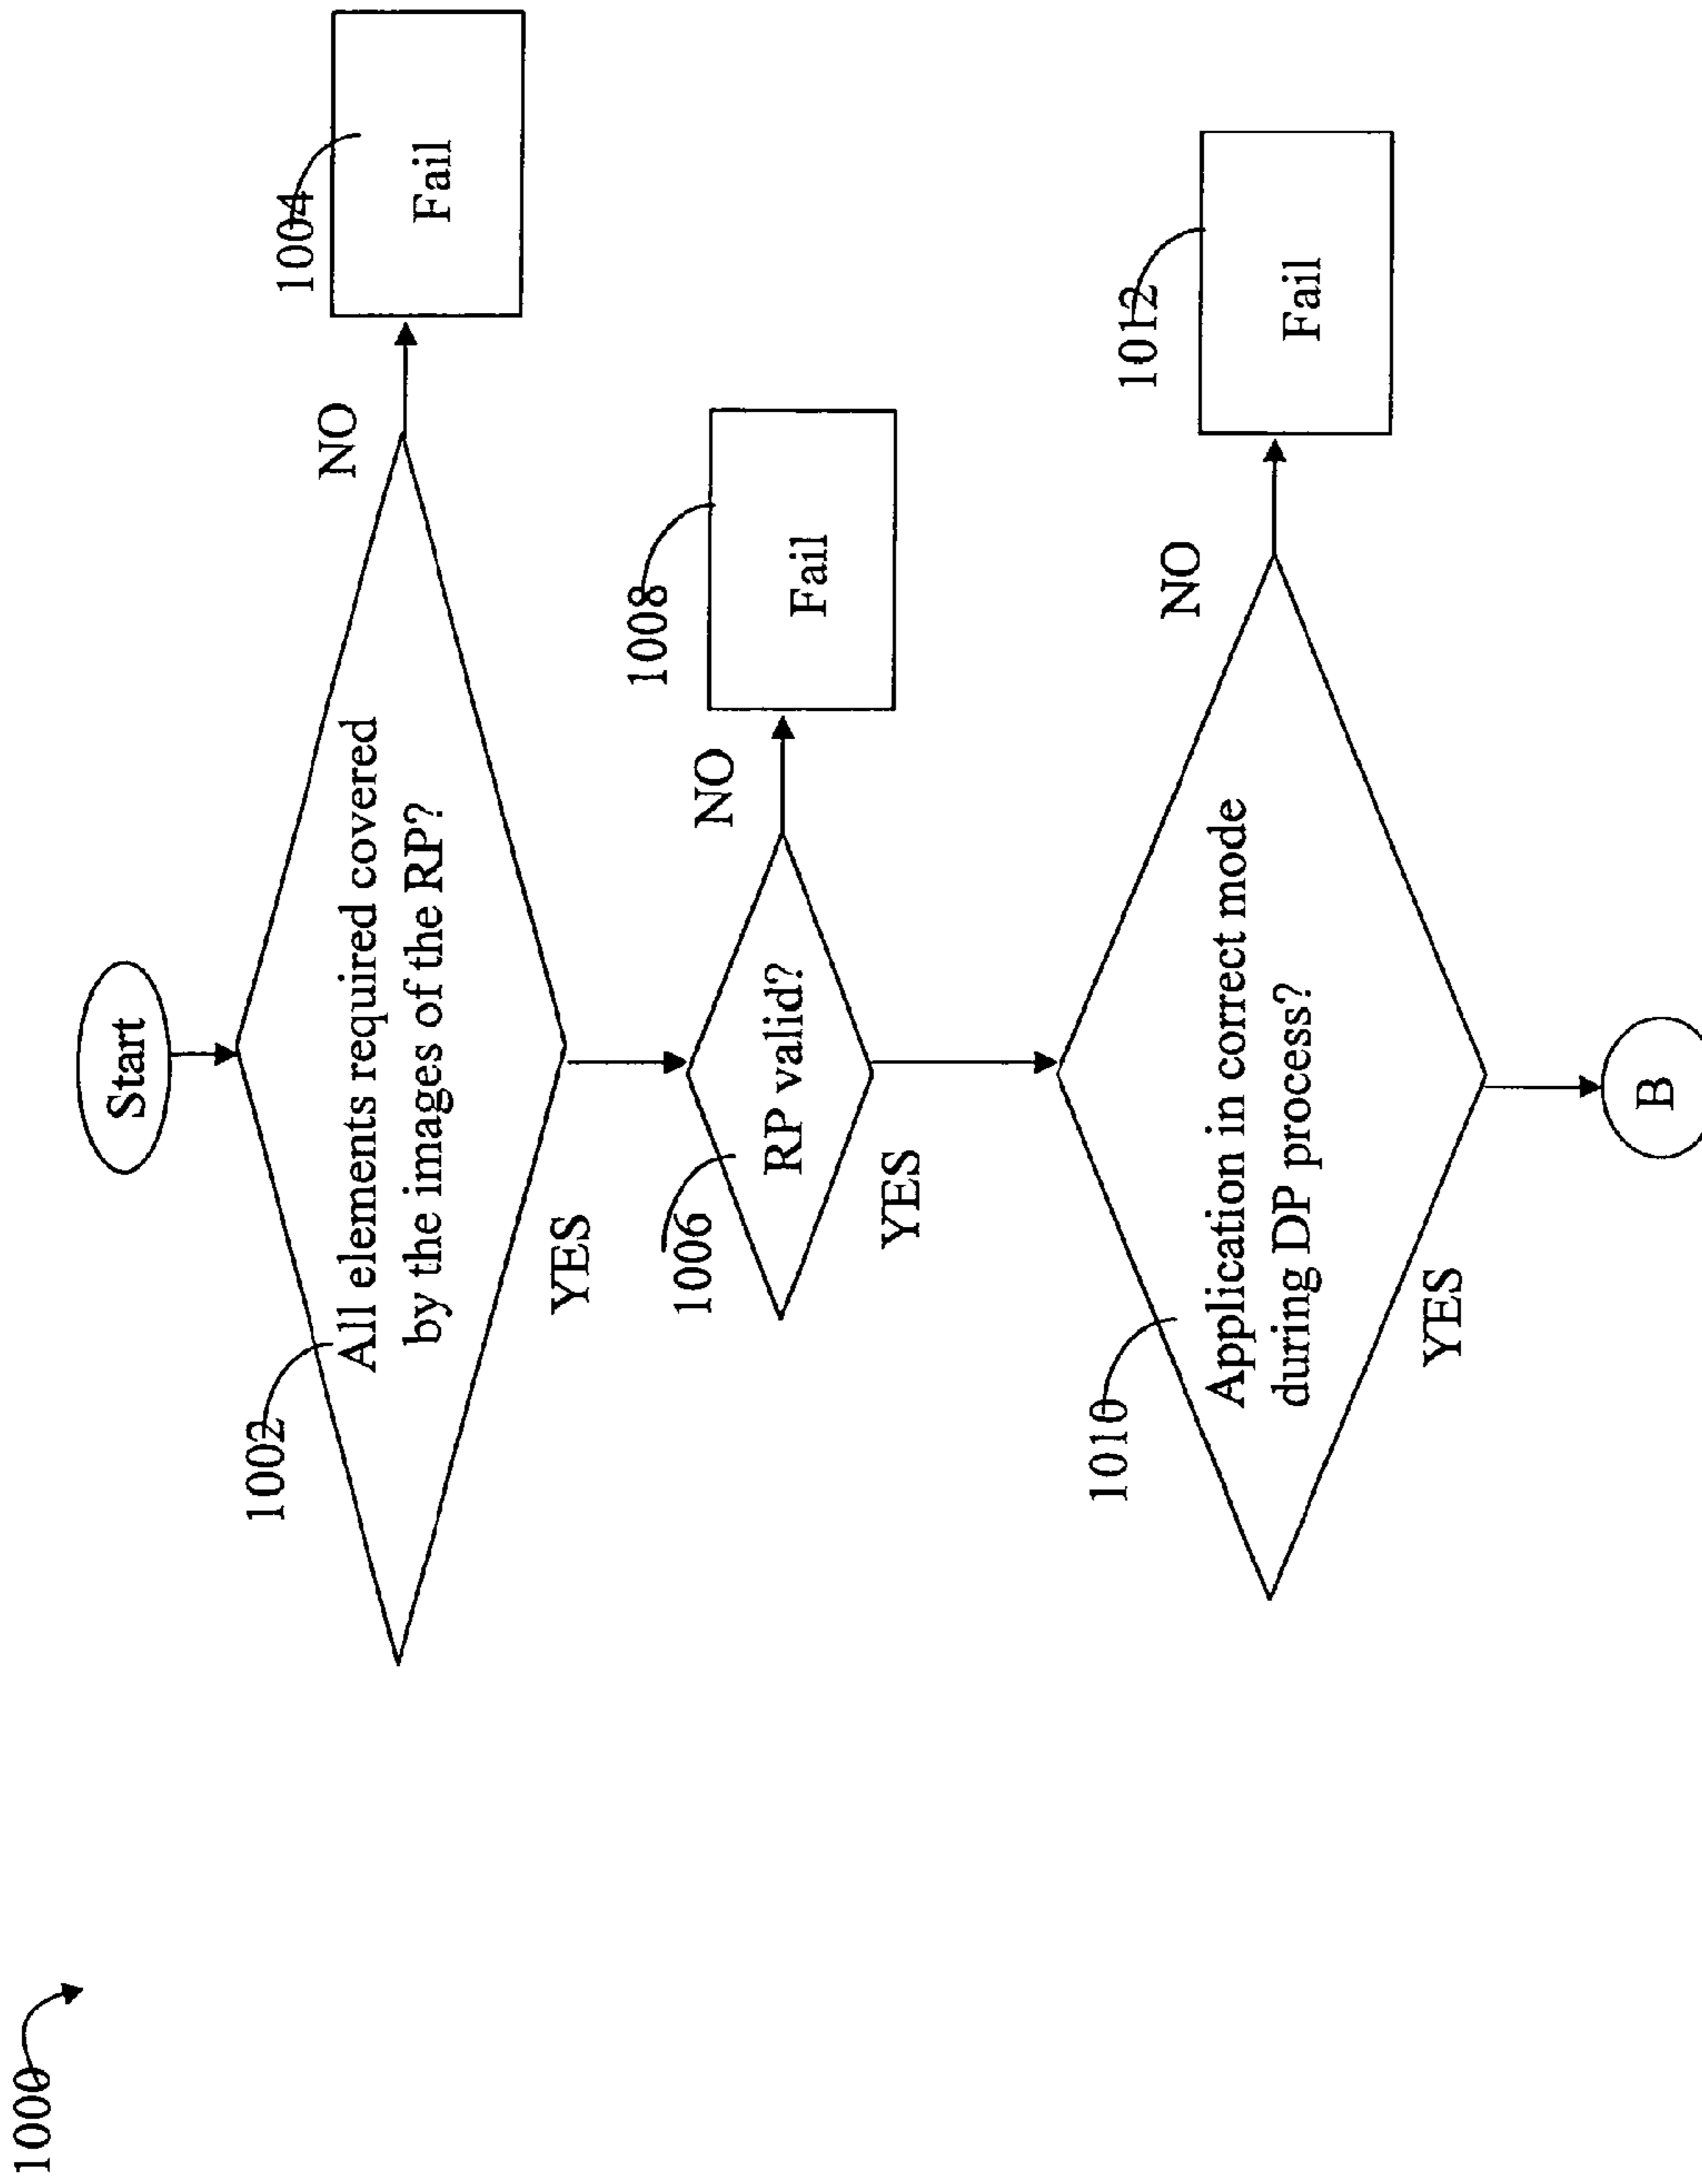 1000
Start
1002
All elements required covered
by the images of the RP?
NO
1004
Fail
YES
1006
RP valid?
NO
1008
Fail
YES
1010
Application in correct mode
during DP process?
NO
1012
Fail
YES
B